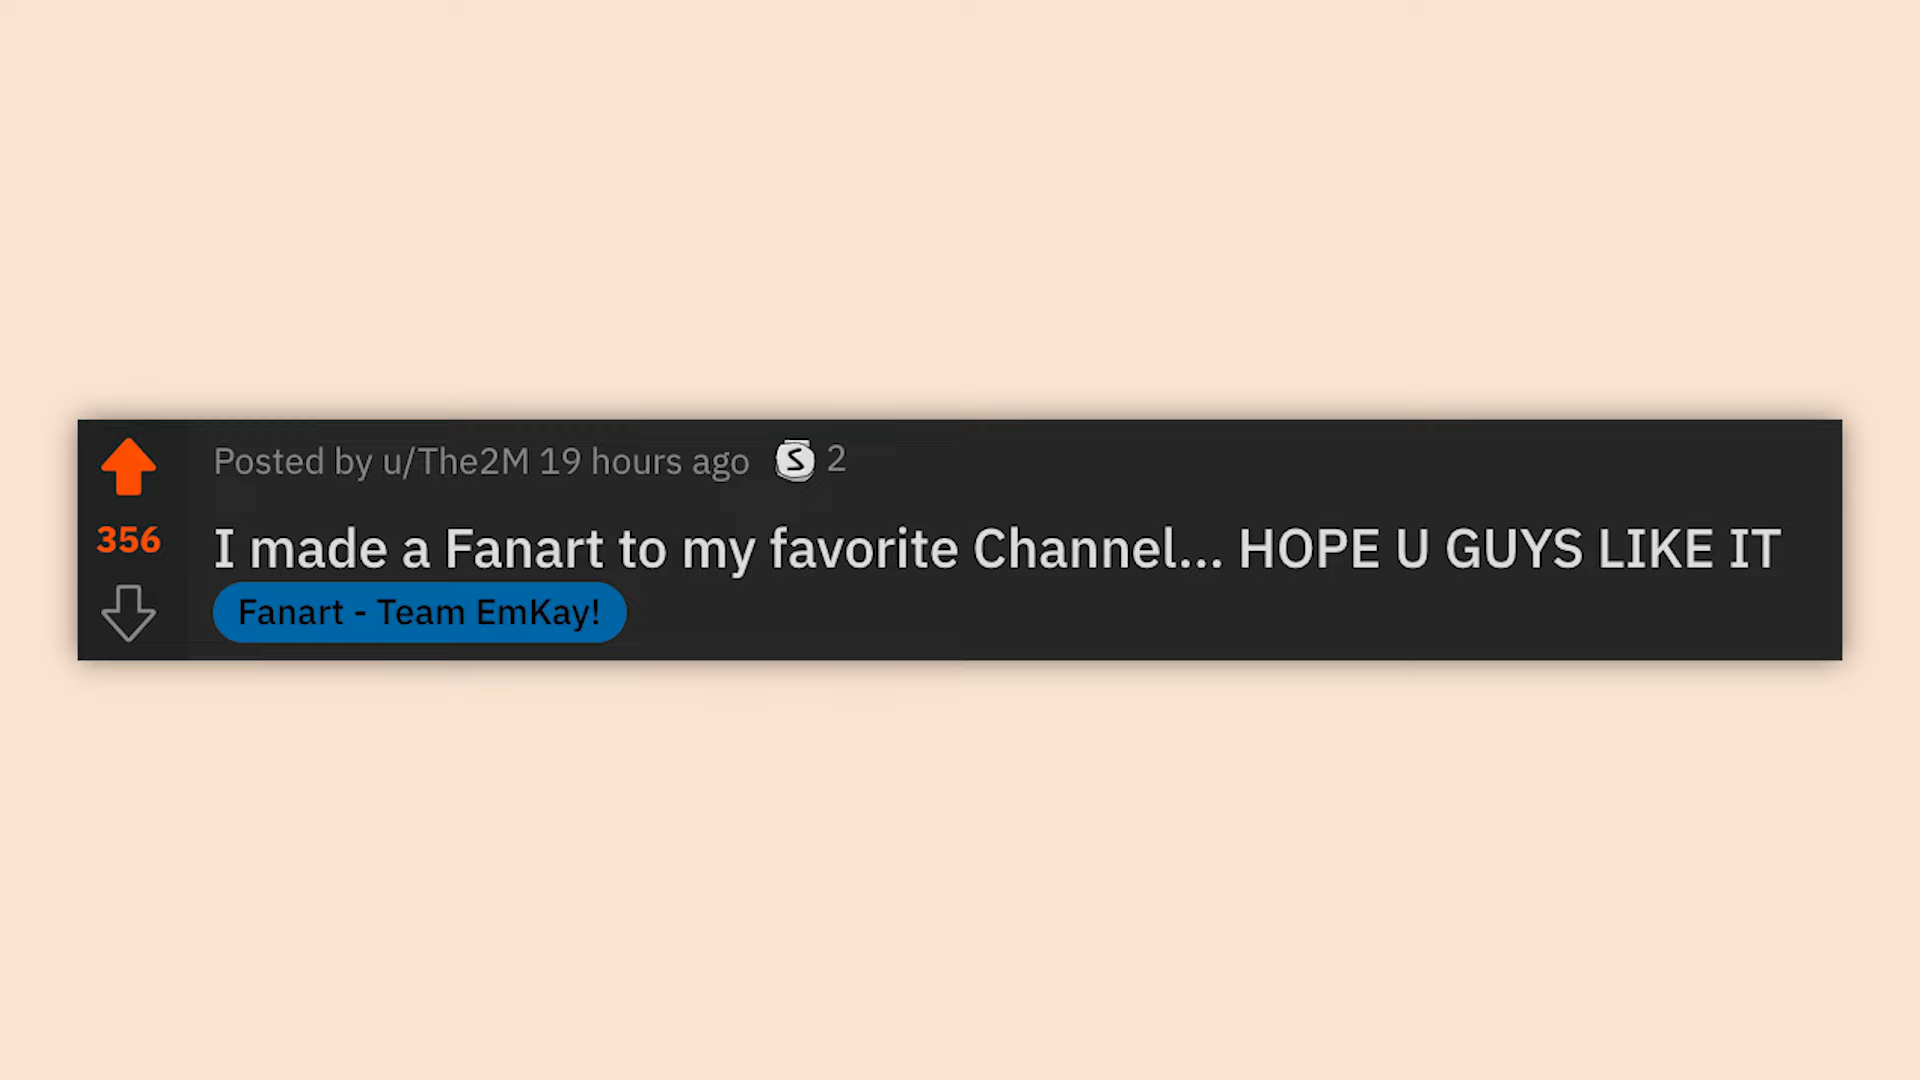 Posted by u/The2M 19 hours ago S 2
356
I made a Fanart to my favorite Channel... HOPE U GUYS LIKE IT
Fanart - Team EmKay!